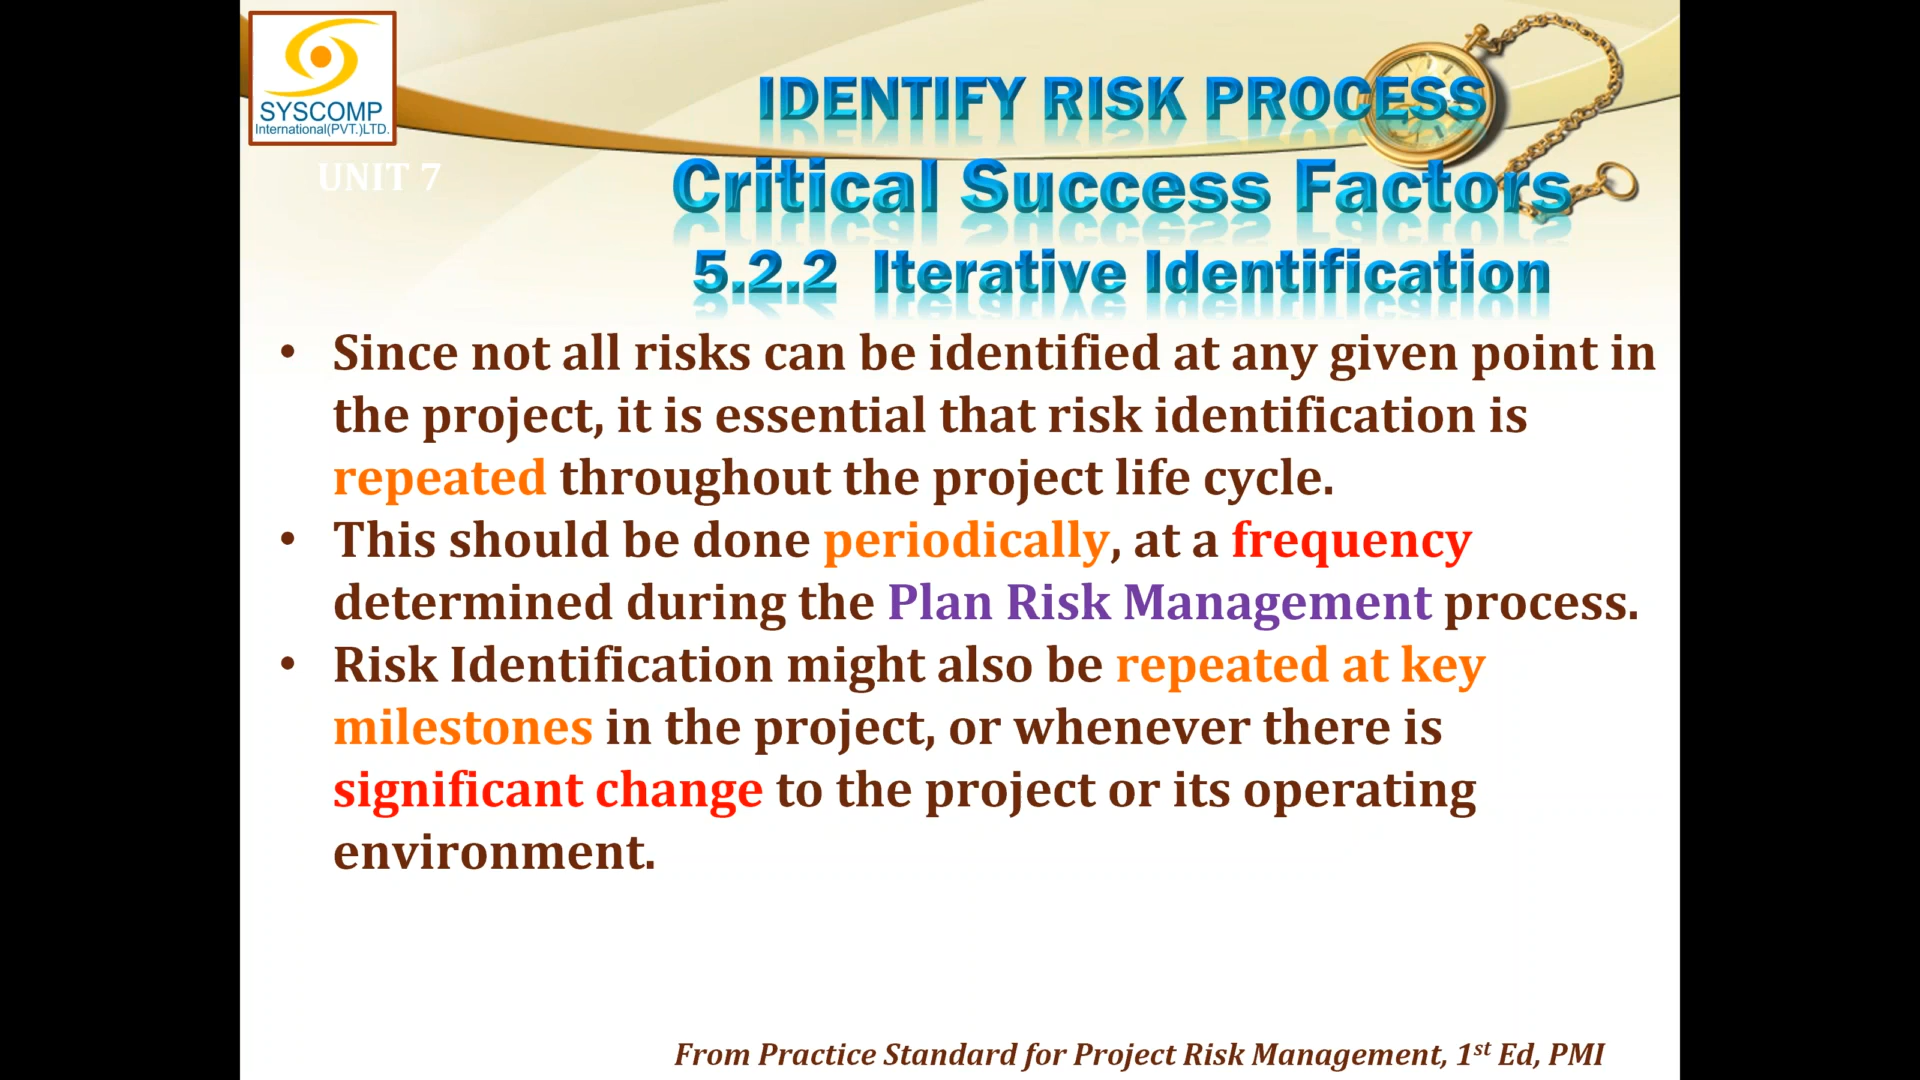 SYSCOMP
International(PVT.)LTD.
UNIT 7
IDENTIFY RISK PROCESS
Critical Success Factors
5.2.2 Iterative Identification
• Since not all risks can be identified at any given point in
the project, it is essential that risk identification is
repeated throughout the project life cycle.
• This should be done periodically, at a frequency
determined during the Plan Risk Management process.
• Risk Identification might also be repeated at key
milestones in the project, or whenever there is
significant change to the project or its operating
environment.
From Practice Standard for Project Risk Management, 1st Ed, PMI